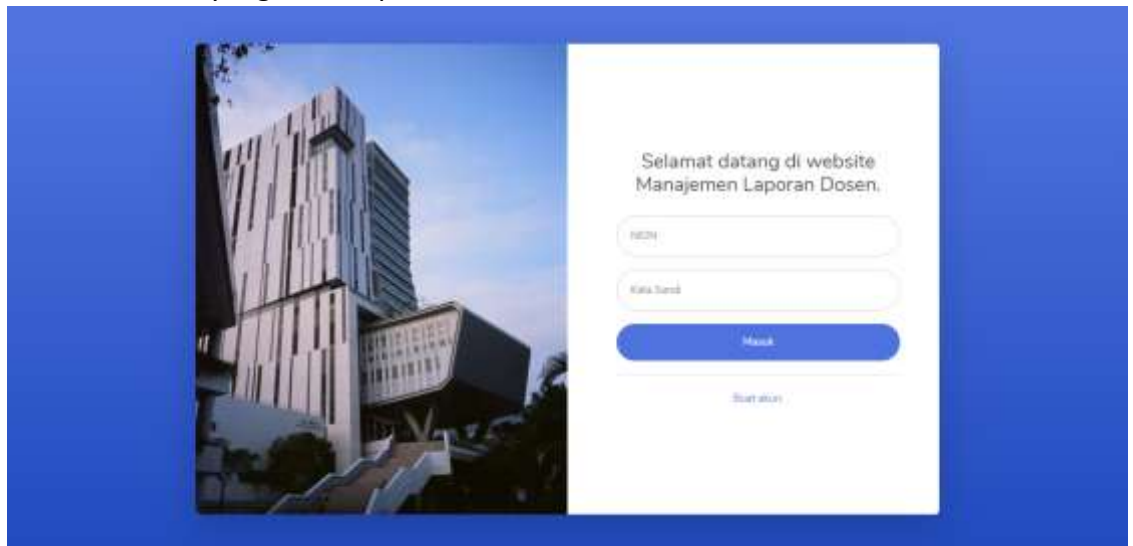 Selamat datang di website
Manajemen Laporan Dosen.
NIDN
Kata Sandi
Masuk
Buat akun